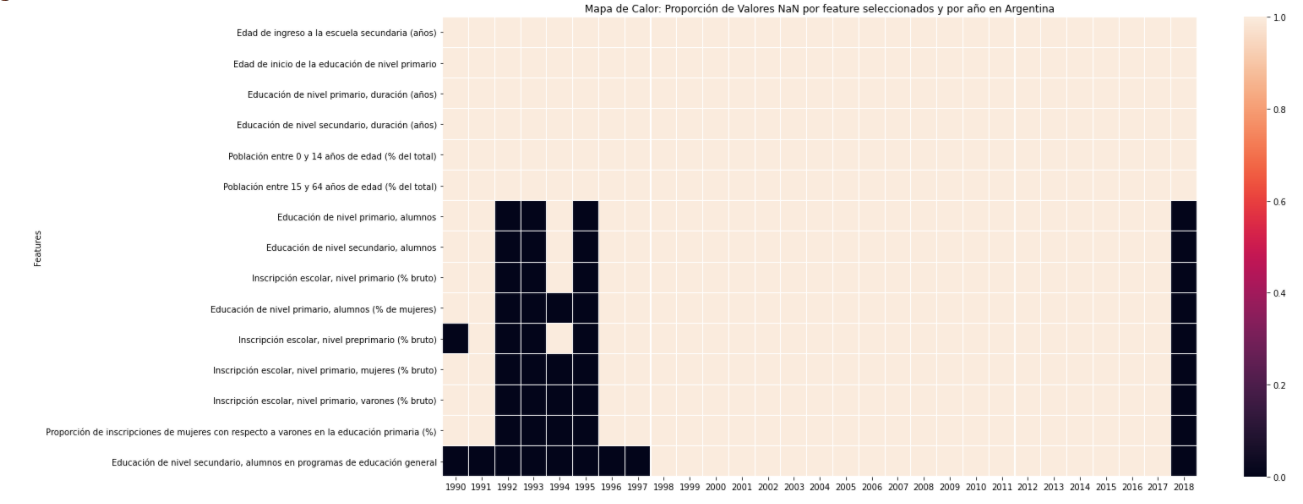 Mapa de Calor: Proporción de Valores NaN por feature seleccionados y por año en Argentina
Edad de ingreso a la escuela secundaria (años)
Edad de inicio de la educación de nivel primario
Educación de nivel primario, duración (años)
Educación de nivel secundario, duración (años)
Población entre 0 y 14 años de edad (% del total)
Población entre 15 y 64 años de edad (% del total)
Educación de nivel primario, alumnos
Educación de nivel secundario, alumnos
Inscripción escolar, nivel primario (% bruto)
Educación de nivel primario, alumnos (% de mujeres)
Inscripción escolar, nivel preprimario (% bruto)
Inscripción escolar, nivel primario, mujeres (% bruto)
Inscripción escolar, nivel primario, varones (% bruto)
Proporción de inscripciones de mujeres con respecto a varones en la educación primaria (%)
Educación de nivel secundario, alumnos en programas de educación general
Features
1990 1991 1992 1993 1994 1995 1996 1997 1998 1999 2000 2001 2002 2003 2004 2005 2006 2007 2008 2009 2010 2011 2012 2013 2014 2015 2016 2017 2018
1.0
0.8
0.6
0.4
0.2
0.0